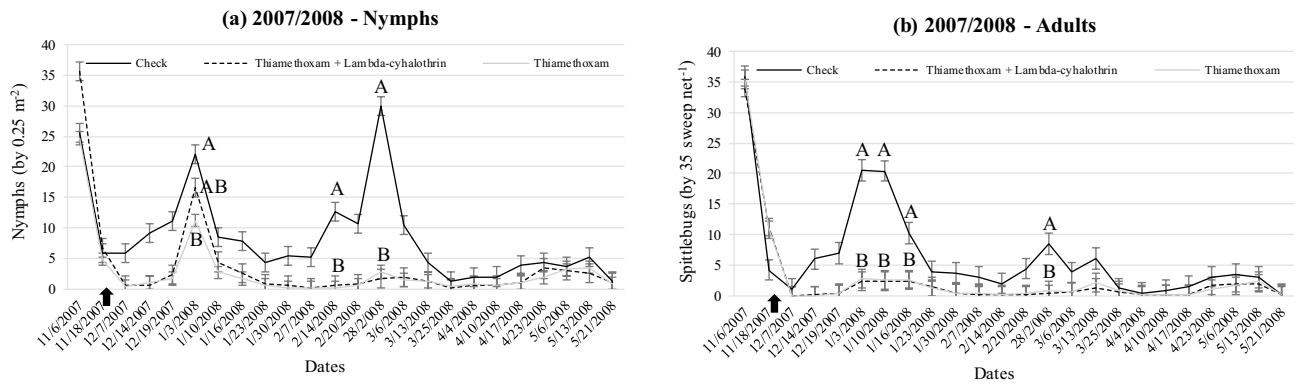 (a) 2007/2008 - Nymphs
Nymphs (by 0.25 m-2)
40
35
30
25
20
15
10
5
0
Check
Thiamethoxam + Lambda-cyhalothrin
Thiamethoxam
A
AB
B
A
B
A
B
11/6/2007
11/18/2007
12/7/2007
12/14/2007
12/19/2007
1/3/2008
1/10/2008
1/16/2008
1/23/2008
1/30/2008
2/7/2008
2/14/2008
2/20/2008
28/2/2008
3/6/2008
3/13/2008
3/25/2008
4/4/2008
4/10/2008
4/17/2008
4/23/2008
5/6/2008
5/13/2008
5/21/2008
Dates
(b) 2007/2008 - Adults
Spittlebugs (by 35 sweep net-1)
40
35
30
25
20
15
10
5
0
Check
Thiamethoxam + Lambda-cyhalothrin
Thiamethoxam
A
A
A
A
B
B
B
B
11/6/2007
11/18/2007
12/7/2007
12/14/2007
12/19/2007
1/3/2008
1/10/2008
1/16/2008
1/23/2008
1/30/2008
2/7/2008
2/14/2008
2/20/2008
28/2/2008
3/6/2008
3/13/2008
3/25/2008
4/4/2008
4/10/2008
4/17/2008
4/23/2008
5/6/2008
5/13/2008
5/21/2008
Dates